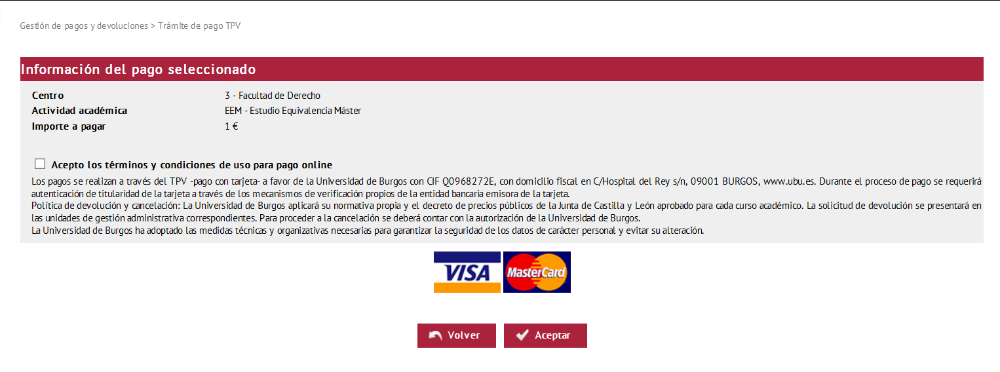 Gestión de pagos y devoluciones > Trámite de pago TPV
Información del pago seleccionado
Centro 3 - Facultad de Derecho
Actividad académica EEM - Estudio Equivalencia Máster
Importe a pagar 1 €
Acepto los términos y condiciones de uso para pago online
Los pagos se realizan a través del TPV -pago con tarjeta- a favor de la Universidad de Burgos con CIF Q0968272E, con domicilio fiscal en C/Hospital del Rey s/n, 09001 BURGOS, www.ubu.es. Durante el proceso de pago se requerirá
autenticación de titularidad de la tarjeta a través de los mecanismos de verificación propios de la entidad bancaria emisora de la tarjeta.
Política de devolución y cancelación: La Universidad de Burgos aplicará su normativa propia y el decreto de precios públicos de la Junta de Castilla y León aprobado para cada curso académico. La solicitud de devolución se presentará en
las unidades de gestión administrativa correspondientes. Para proceder a la cancelación se deberá contar con la autorización de la Universidad de Burgos.
La Universidad de Burgos ha adoptado las medidas técnicas y organizativas necesarias para garantizar la seguridad de los datos de carácter personal y evitar su alteración.
VISA MasterCard
Volver Aceptar